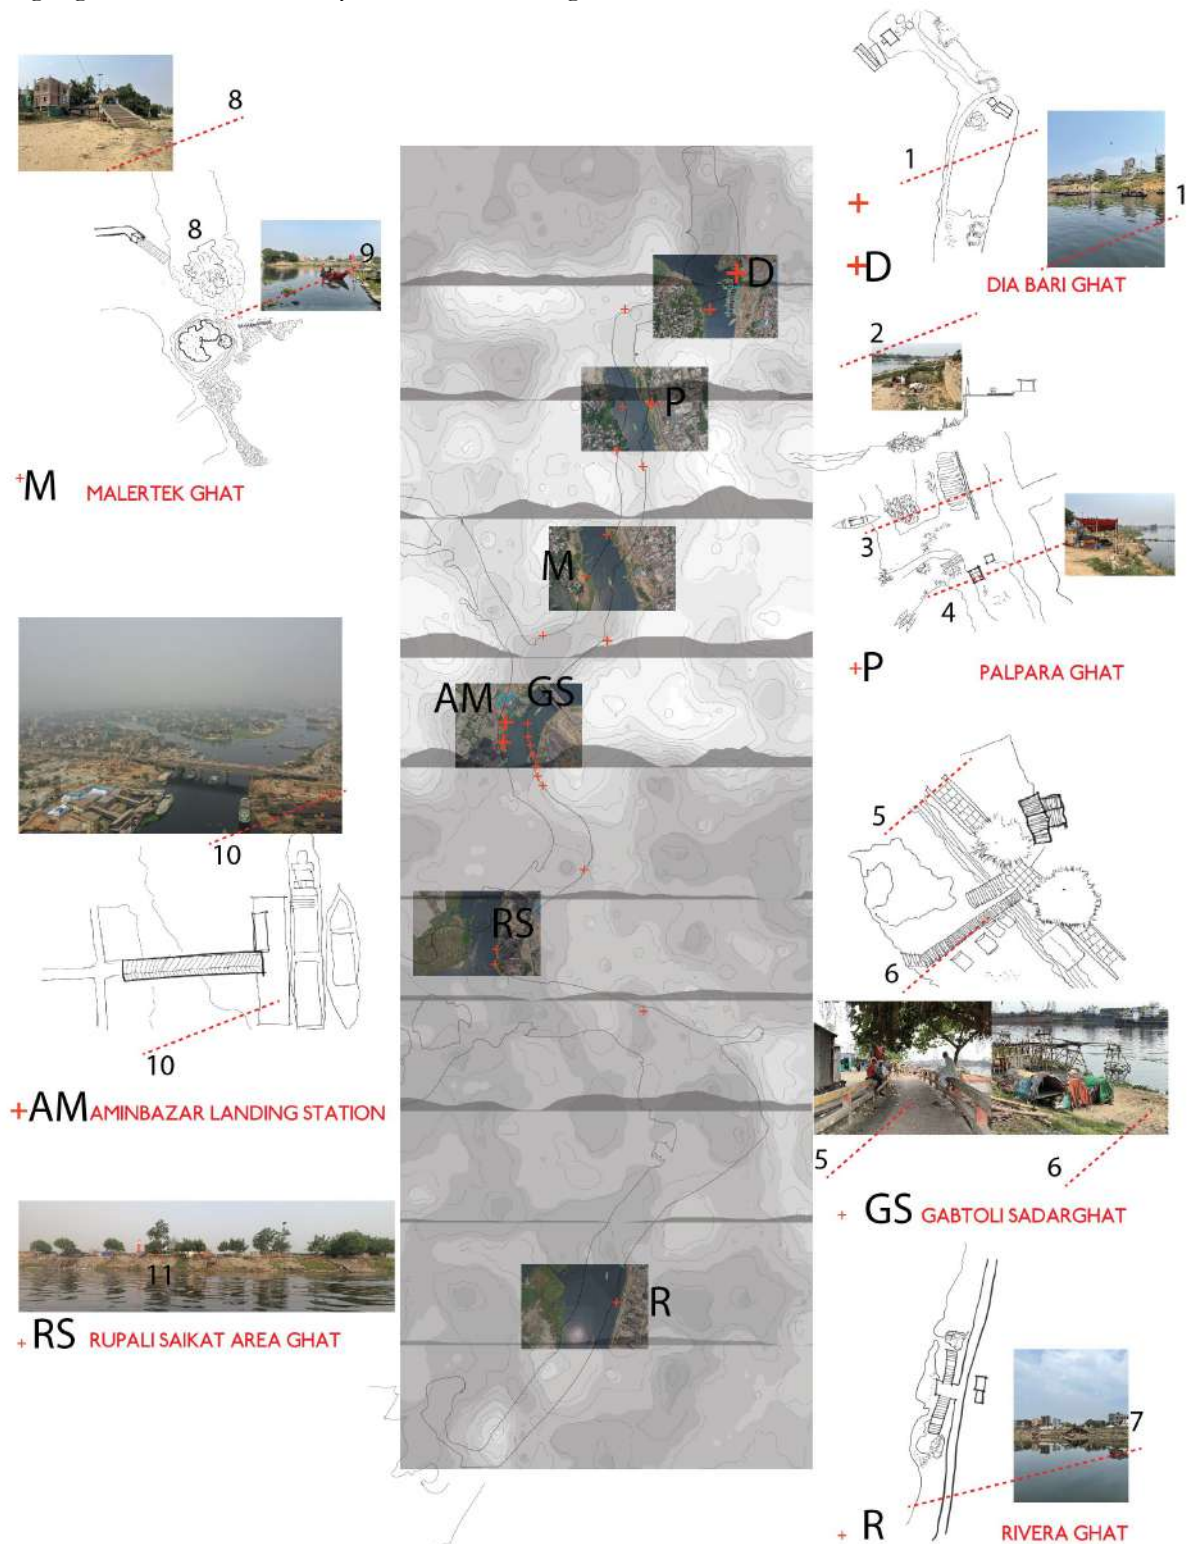 8
8
9
+M MALERTEK GHAT
10
10
+AM AMINBAZAR LANDING STATION
11
+ RS RUPALI SAIKAT AREA GHAT
+D
P
M
AM GS
RS
R
1
1
+
+D
DIA BARI GHAT
2
3
4
+P PALPARA GHAT
5
6
5
6
+ GS GABTOLI SADARGHAT
7
+ R RIVERA GHAT